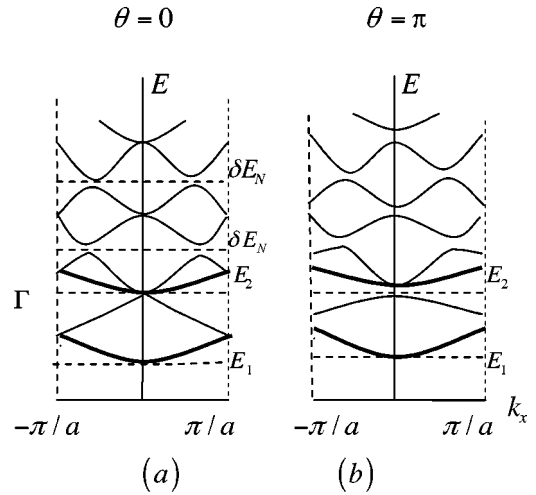 θ = 0
θ = π
E
E
δE_N
δE_N
E_2
E_2
Γ
E_1
E_1
−π / a
π / a
−π / a
π / a
k_x
(a)
(b)